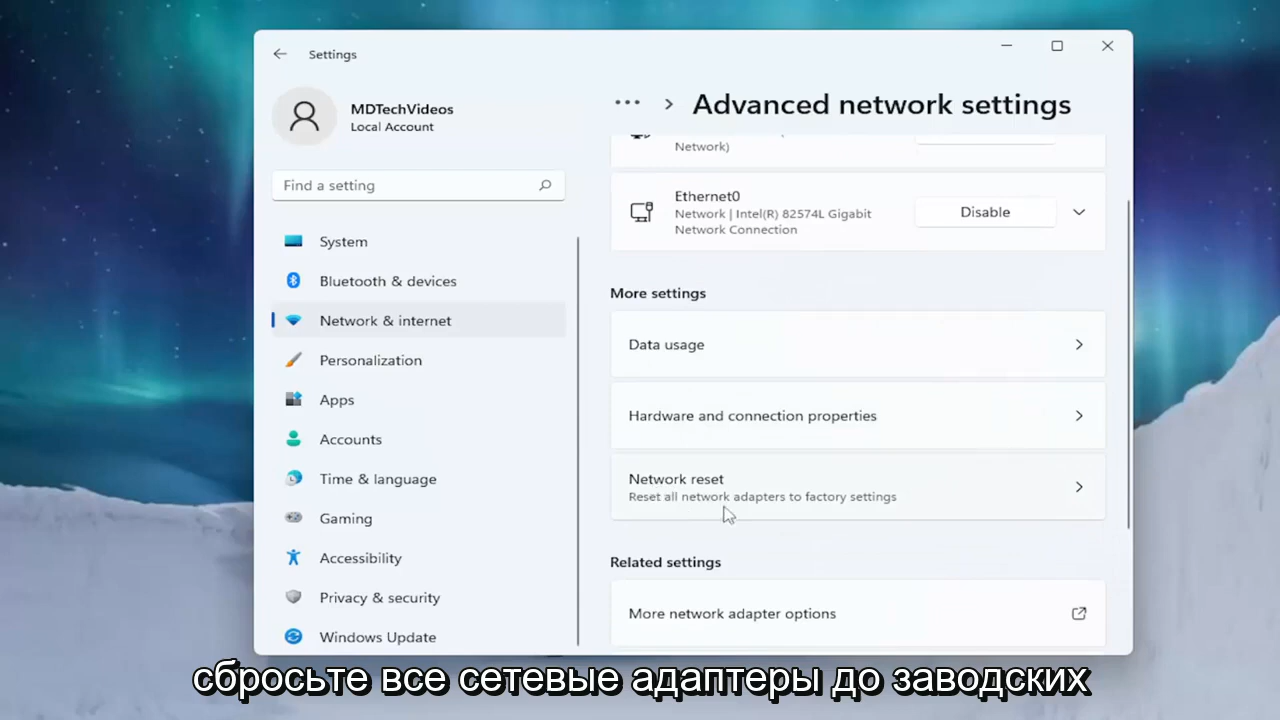 Settings
MDTechVideos
Local Account
Find a setting
System
Bluetooth & devices
Network & internet
Personalization
Apps
Accounts
Time & language
Gaming
Accessibility
Privacy & security
Windows Update
... > Advanced network settings
Network)
Ethernet0
Network | Intel(R) 82574L Gigabit
Network Connection
Disable
More settings
Data usage
Hardware and connection properties
Network reset
Reset all network adapters to factory settings
Related settings
More network adapter options
сбросьте все сетевые адаптеры до заводских